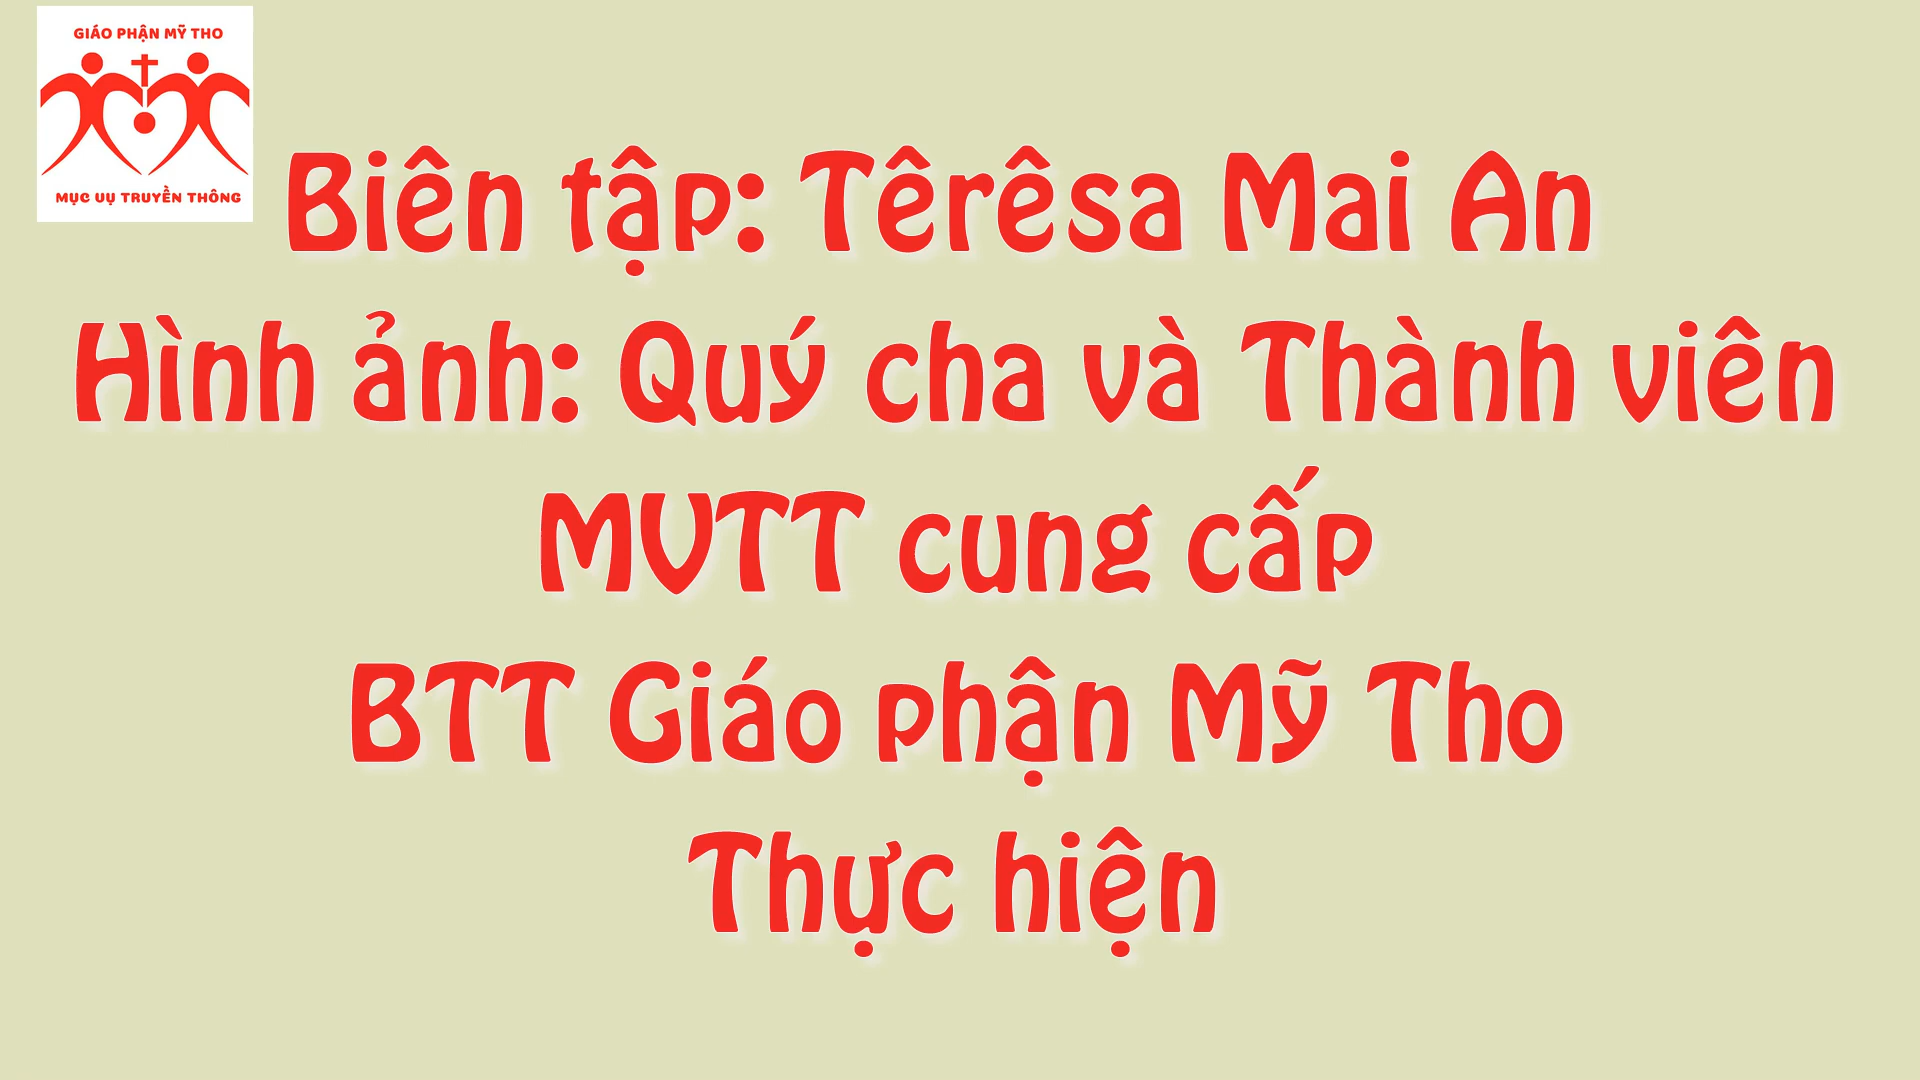 GIÁO PHẬN MỸ THO
MỤC VỤ TRUYỀN THÔNG
Biên tập: Têrêsa Mai An
Hình ảnh: Quý cha và Thành viên
MVTT cung cấp
BTT Giáo phận Mỹ Tho
Thực hiện